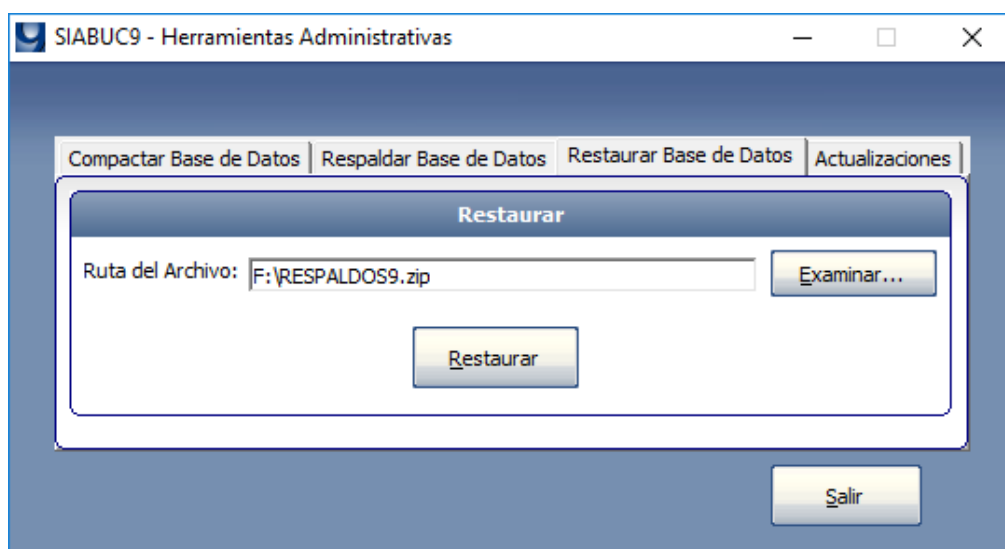 SIABUC9 - Herramientas Administrativas
Compactar Base de Datos Respaldar Base de Datos Restaurar Base de Datos Actualizaciones
Restaurar
Ruta del Archivo: F:\RESPALDOS9.zip Examinar...
Restaurar
Salir